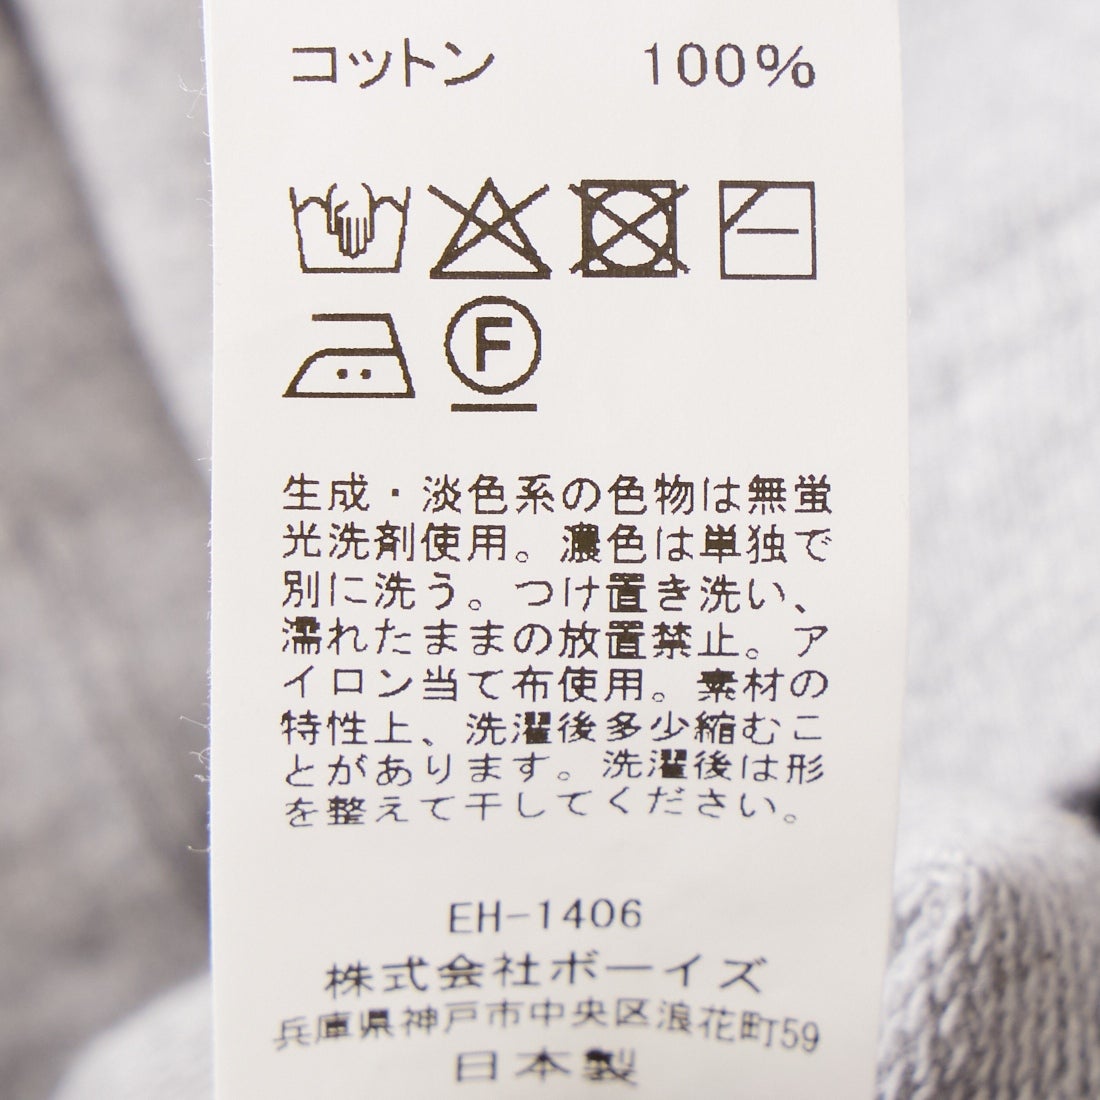 コットン 100%
F
生成・淡色系の色物は無蛍
光洗剤使用。濃色は単独で
別に洗う。つけ置き洗い、
濡れたままの放置禁止。ア
イロン当て布使用。素材の
特性上、洗濯後多少縮むこ
とがあります。洗濯後は形
を整えて干してください。
EH-1406
株式会社ボーイズ
兵庫県神戸市中央区浪花町59
日本製